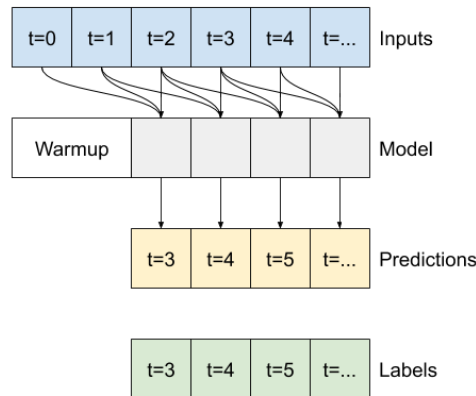 t=0 t=1 t=2 t=3 t=4 t=... Inputs
Warmup Model
t=3 t=4 t=5 t=... Predictions
t=3 t=4 t=5 t=... Labels